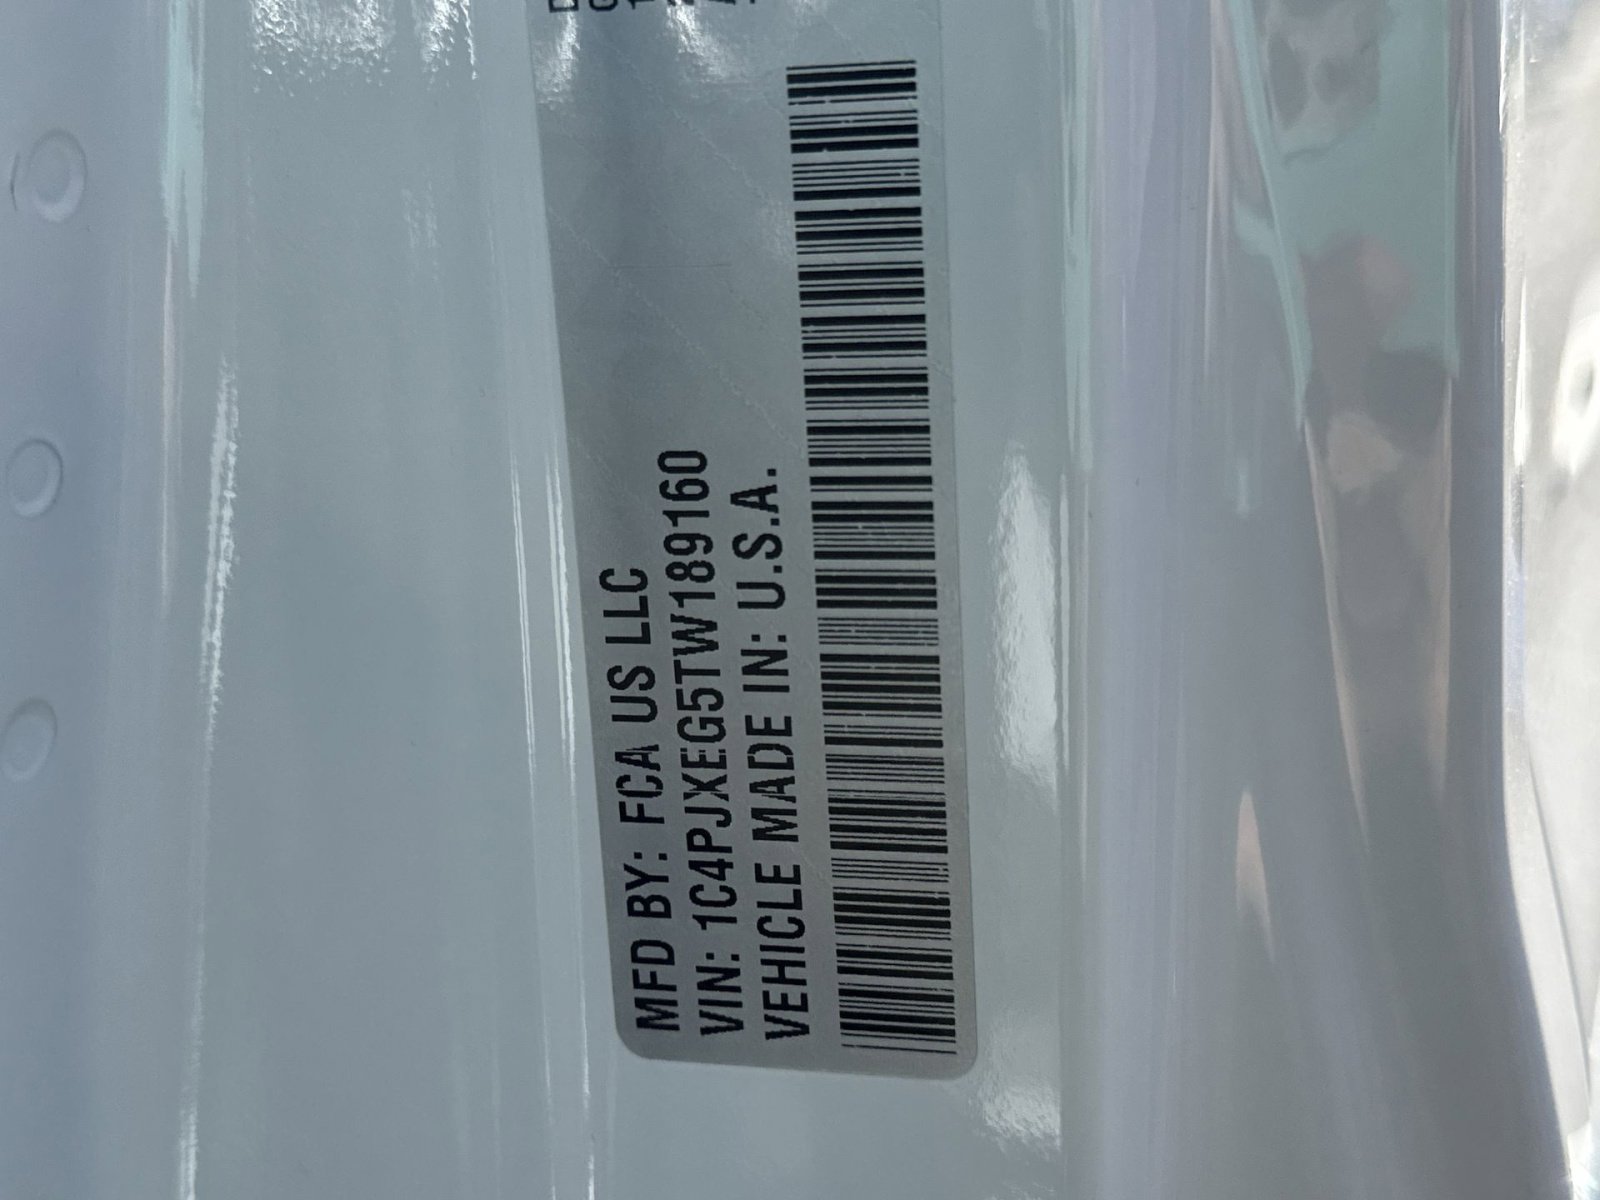 MFD BY: FCA US LLC
VIN: 1C4PJXEG5TW189160
VEHICLE MADE IN: U.S.A.